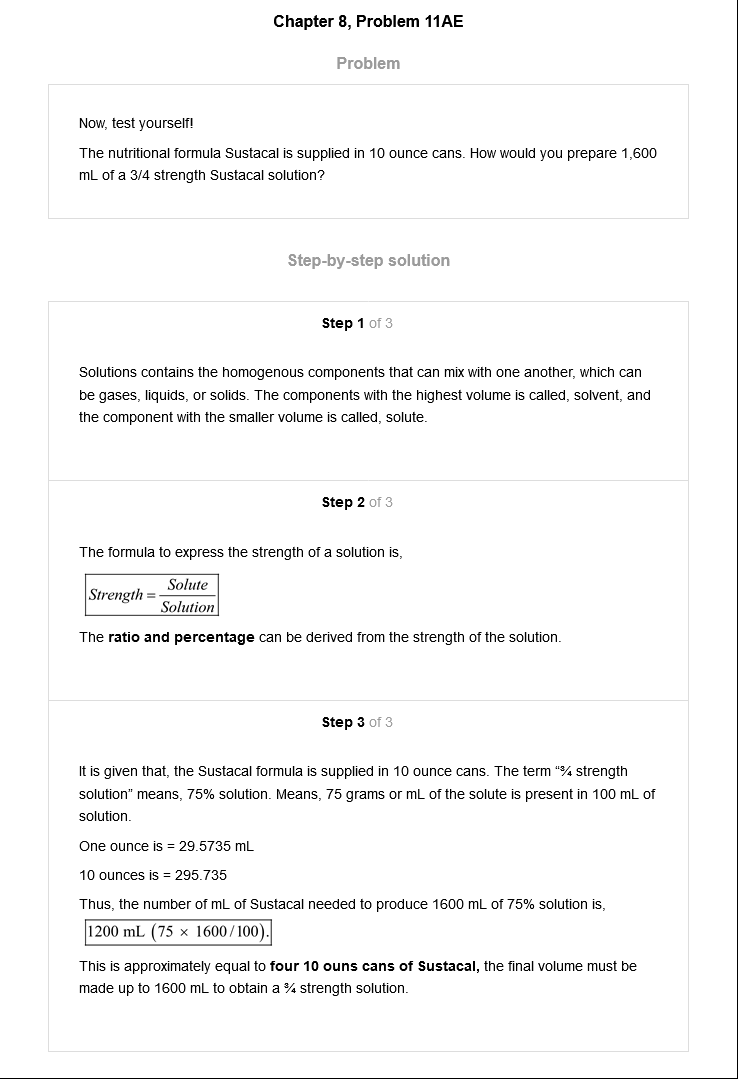 Chapter 8, Problem 11AE
Problem
Now, test yourself!
The nutritional formula Sustacal is supplied in 10 ounce cans. How would you prepare 1,600
mL of a 3/4 strength Sustacal solution?
Step-by-step solution
Step 1 of 3
Solutions contains the homogenous components that can mix with one another, which can
be gases, liquids, or solids. The components with the highest volume is called, solvent, and
the component with the smaller volume is called, solute.
Step 2 of 3
The formula to express the strength of a solution is,
Strength = Solute / Solution
The ratio and percentage can be derived from the strength of the solution.
Step 3 of 3
It is given that, the Sustacal formula is supplied in 10 ounce cans. The term “¾ strength
solution” means, 75% solution. Means, 75 grams or mL of the solute is present in 100 mL of
solution.
One ounce is = 29.5735 mL
10 ounces is = 295.735
Thus, the number of mL of Sustacal needed to produce 1600 mL of 75% solution is,
1200 mL (75 × 1600/100).
This is approximately equal to four 10 ouns cans of Sustacal, the final volume must be
made up to 1600 mL to obtain a ¾ strength solution.